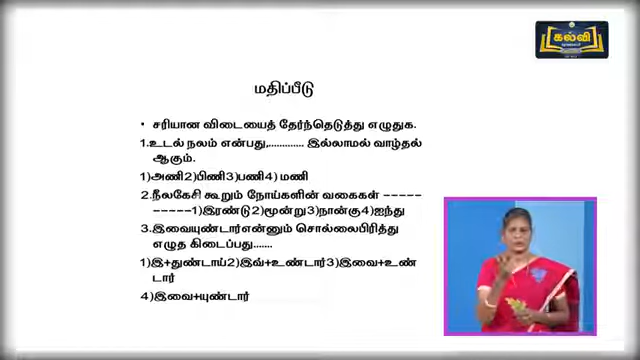 கல்வி
மதிப்பீடு
• சரியான விடையைத் தேர்ந்தெடுத்து எழுதுக.
1.உடல் நலம் என்பது,............. இல்லாமல் வாழ்தல்
ஆகும்.
1)அணி2)பிணி3)பணி4) மணி
2.நீலகேசி கூறும் நோய்களின் வகைகள் -----
-----1)இரண்டு2)மூன்று3)நான்கு4)ஐந்து
3.இவையுண்டார்என்னும் சொல்லைபிரித்து
எழுத கிடைப்பது.......
1)இ+துண்டாய்2)இவ்+உண்டார்3)இவை+உண்
டார்
4)இவை+யுண்டார்